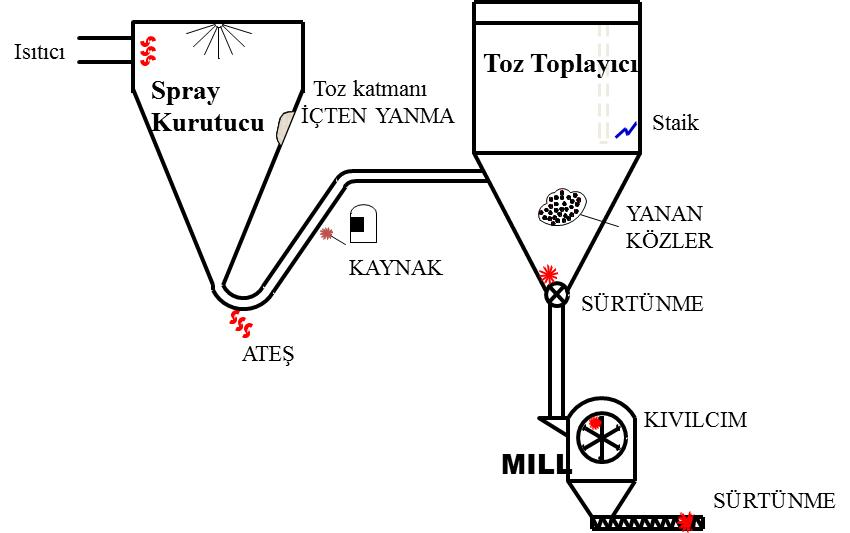 Isıtıcı
Spray
Kurutucu
Toz katmanı
İÇTEN YANMA
Toz Toplayıcı
Staik
YANAN
KÖZLER
KAYNAK
SÜRTÜNME
ATEŞ
KIVILCIM
MILL
SÜRTÜNME